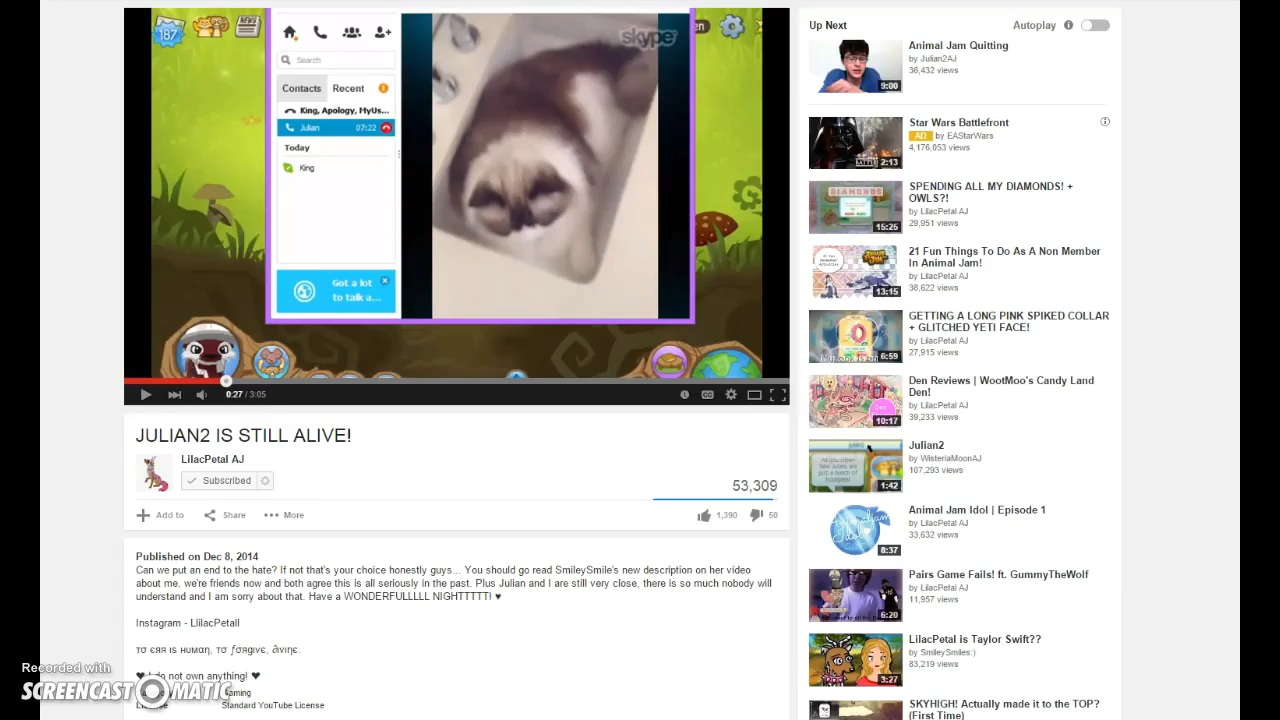 187
skype
en
Search
Contacts Recent
King, Apology, MyUs...
Julian 07:22
Today
King
Got a lot
to talk a...
0:27 / 3:05
JULIAN2 IS STILL ALIVE!
LilacPetal AJ
Subscribed
53,309
Add to Share More
1,390 50
Published on Dec 8, 2014
Can we put an end to the hate? If not that's your choice honestly guys... You should go read SmileySmile's new description on her video
about me, we're friends now and both agree this is all seriously in the past. Plus Julian and I are still very close, there is so much nobody will
understand and I am sorry about that. Have a WONDERFULLLLL NIGHTTTTT! ♥
Instagram - LlilacPetall
тσ єяя ιѕ нυмαη, тσ ƒσяgινє, ∂ινιηє.
♥ I do not own anything! ♥
Gaming
Standard YouTube License
Recorded with
SCREENCAST-O-MATIC
Up Next
Autoplay
Animal Jam Quitting
by Julian2AJ
36,432 views
9:00
Star Wars Battlefront
AD by EAStarWars
4,176,053 views
2:13
SPENDING ALL MY DIAMONDS! +
OWLS?!
by LilacPetal AJ
29,951 views
DIAMONDS
15:25
21 Fun Things To Do As A Non Member
In Animal Jam!
by LilacPetal AJ
38,622 views
13:15
GETTING A LONG PINK SPIKED COLLAR
+ GLITCHED YETI FACE!
by LilacPetal AJ
27,915 views
6:59
Den Reviews | WootMoo's Candy Land
Den!
by LilacPetal AJ
39,233 views
10:17
Julian2
by WisteriaMoonAJ
107,293 views
1:42
Animal Jam Idol | Episode 1
by LilacPetal AJ
33,632 views
8:37
Pairs Game Fails! ft. GummyTheWolf
by LilacPetal AJ
11,957 views
6:20
LilacPetal is Taylor Swift??
by SmileySmiles:)
83,219 views
3:27
SKYHIGH! Actually made it to the TOP?
(First Time)